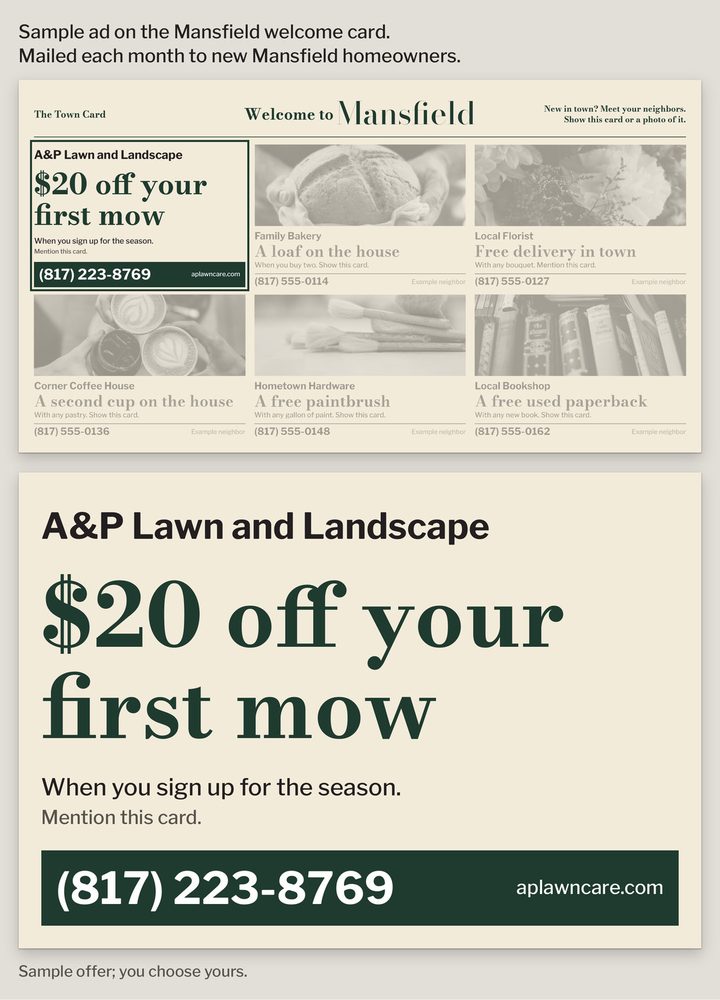 Sample ad on the Mansfield welcome card.
Mailed each month to new Mansfield homeowners.
The Town Card
Welcome to Mansfield
New in town? Meet your neighbors.
Show this card or a photo of it.
A&P Lawn and Landscape
$20 off your
first mow
When you sign up for the season.
Mention this card.
(817) 223-8769
aplawncare.com
Family Bakery
A loaf on the house
When you buy two. Show this card.
(817) 555-0114
Example neighbor
Local Florist
Free delivery in town
With any bouquet. Mention this card.
(817) 555-0127
Example neighbor
Corner Coffee House
A second cup on the house
With any pastry. Show this card.
(817) 555-0136
Example neighbor
Hometown Hardware
A free paintbrush
With any gallon of paint. Show this card.
(817) 555-0148
Example neighbor
Local Bookshop
A free used paperback
With any new book. Show this card.
(817) 555-0162
Example neighbor
A&P Lawn and Landscape
$20 off your
first mow
When you sign up for the season.
Mention this card.
(817) 223-8769
aplawncare.com
Sample offer; you choose yours.